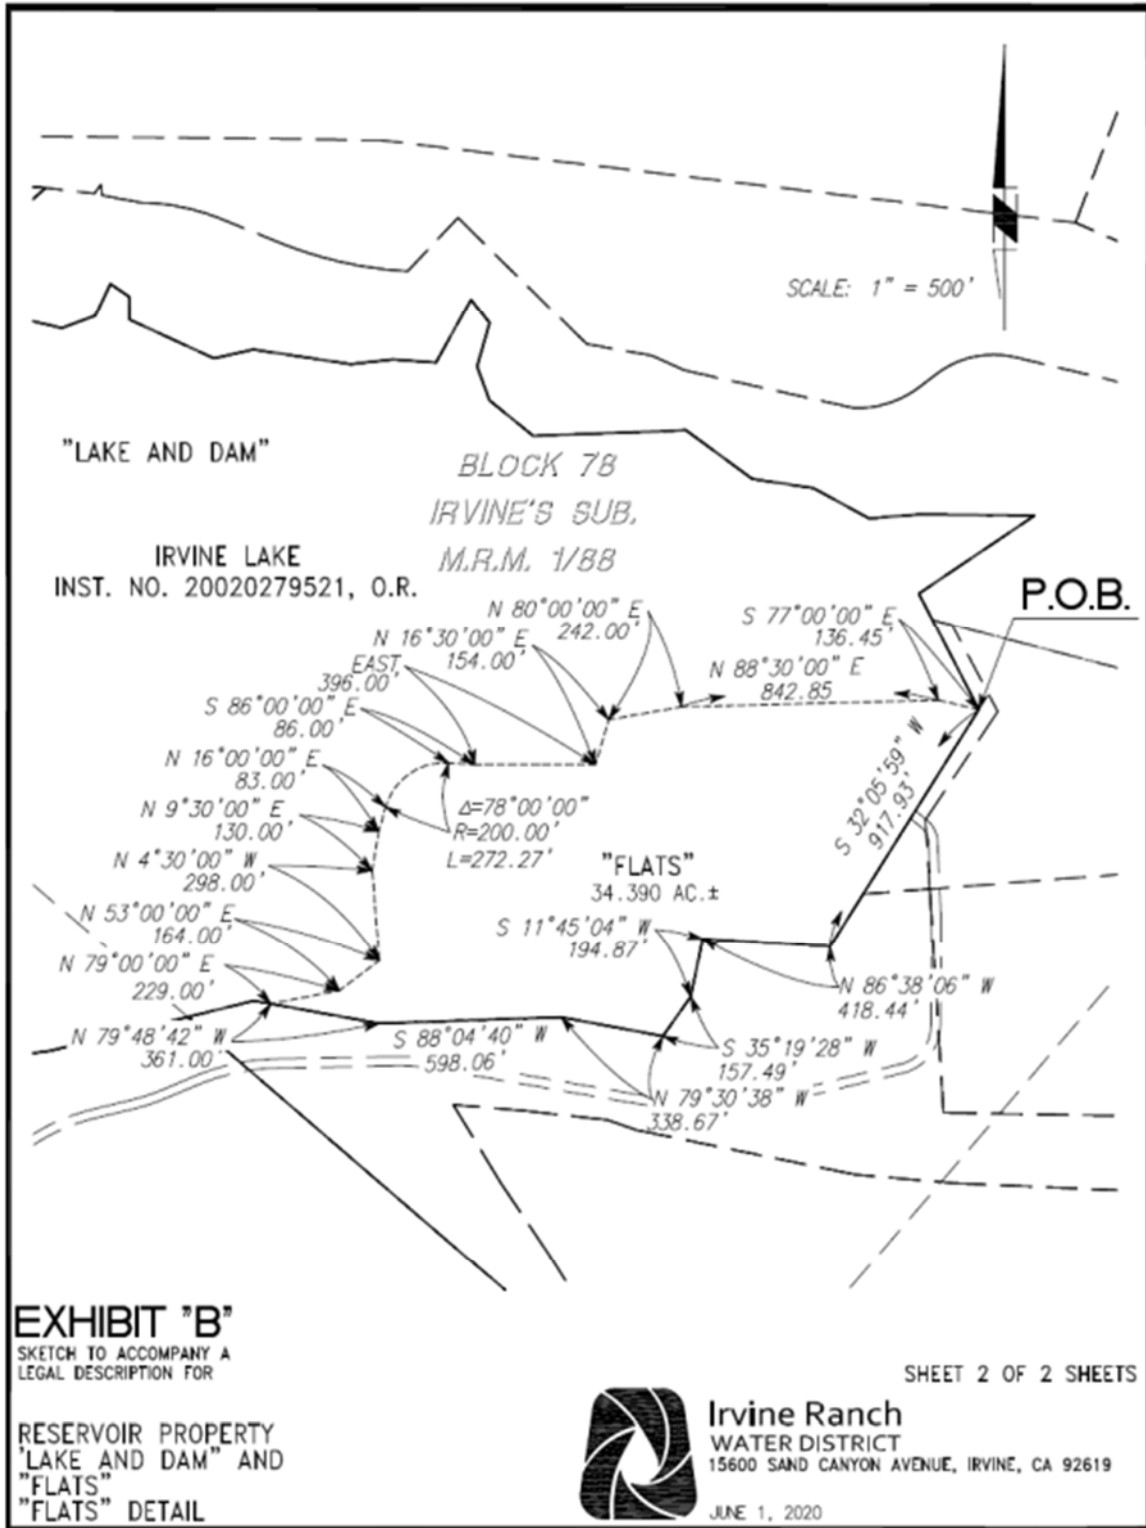 SCALE: 1" = 500'
"LAKE AND DAM"
BLOCK 78
IRVINE'S SUB.
M.R.M. 1/88
IRVINE LAKE
INST. NO. 20020279521, O.R.
P.O.B.
N 80°00'00" E
242.00'
S 77°00'00" E
136.45'
N 16°30'00" E
154.00'
EAST
396.00'
N 88°30'00" E
842.85
S 86°00'00" E
86.00'
N 16°00'00" E
83.00'
N 9°30'00" E
130.00'
Δ=78°00'00"
R=200.00'
L=272.27'
S 32°05'59" W
917.93'
N 4°30'00" W
298.00'
"FLATS"
34.390 AC.±
N 53°00'00" E
164.00'
S 11°45'04" W
194.87'
N 79°00'00" E
229.00'
N 86°38'06" W
418.44'
N 79°48'42" W
361.00'
S 88°04'40" W
598.06'
S 35°19'28" W
157.49'
N 79°30'38" W
338.67'
EXHIBIT "B"
SKETCH TO ACCOMPANY A
LEGAL DESCRIPTION FOR
SHEET 2 OF 2 SHEETS
RESERVOIR PROPERTY
'LAKE AND DAM" AND
"FLATS"
"FLATS" DETAIL
Irvine Ranch
WATER DISTRICT
15600 SAND CANYON AVENUE, IRVINE, CA 92619
JUNE 1, 2020